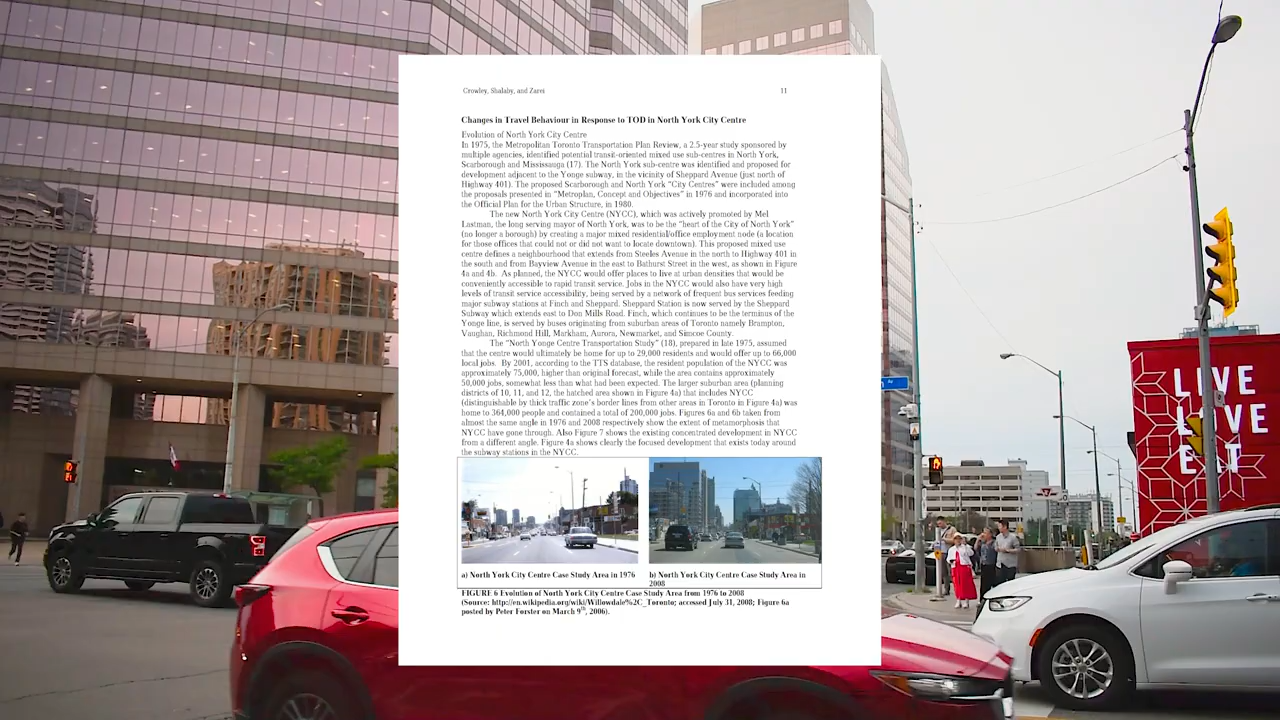 Crowley, Shalaby, and Zarei 11
Changes in Travel Behaviour in Response to TOD in North York City Centre
Evolution of North York City Centre
In 1975, the Metropolitan Toronto Transportation Plan Review, a 2.5-year study sponsored by
multiple agencies, identified potential transit-oriented mixed use sub-centres in North York,
Scarborough and Mississauga (17). The North York sub-centre was identified and proposed for
development adjacent to the Yonge subway, in the vicinity of Sheppard Avenue (just north of
Highway 401). The proposed Scarborough and North York “City Centres” were included among
the proposals presented in “Metroplan, Concept and Objectives” in 1976 and incorporated into
the Official Plan for the Urban Structure, in 1980.
The new North York City Centre (NYCC), which was actively promoted by Mel
Lastman, the long serving mayor of North York, was to be the “heart of the City of North York”
(no longer a borough) by creating a major mixed residential/office employment node (a location
for those offices that could not or did not want to locate downtown). This proposed mixed use
centre defines a neighbourhood that extends from Steeles Avenue in the north to Highway 401 in
the south and from Bayview Avenue in the east to Bathurst Street in the west, as shown in Figure
4a and 4b. As planned, the NYCC would offer places to live at urban densities that would be
conveniently accessible to rapid transit service. Jobs in the NYCC would also have very high
levels of transit service accessibility, being served by a network of frequent bus services feeding
major subway stations at Finch and Sheppard. Sheppard Station is now served by the Sheppard
Subway which extends east to Don Mills Road. Finch, which continues to be the terminus of the
Yonge line, is served by buses originating from suburban areas of Toronto namely Brampton,
Vaughan, Richmond Hill, Markham, Aurora, Newmarket, and Simcoe County.
The “North Yonge Centre Transportation Study” (18), prepared in late 1975, assumed
that the centre would ultimately be home for up to 29,000 residents and would offer up to 66,000
local jobs. By 2001, according to the TTS database, the resident population of the NYCC was
approximately 75,000, higher than original forecast, while the area contains approximately
50,000 jobs, somewhat less than what had been expected. The larger suburban area (planning
districts of 10, 11, and 12, the hatched area shown in Figure 4a) that includes NYCC
(distinguishable by thick traffic zone’s border lines from other areas in Toronto in Figure 4a) was
home to 364,000 people and contained a total of 200,000 jobs. Figures 6a and 6b taken from
almost the same angle in 1976 and 2008 respectively show the extent of metamorphosis that
NYCC have gone through. Also Figure 7 shows the existing concentrated development in NYCC
from a different angle. Figure 4a shows clearly the focused development that exists today around
the subway stations in the NYCC.
a) North York City Centre Case Study Area in 1976
b) North York City Centre Case Study Area in
2008
FIGURE 6 Evolution of North York City Centre Case Study Area from 1976 to 2008
(Source: http://en.wikipedia.org/wiki/Willowdale%2C_Toronto; accessed July 31, 2008; Figure 6a
posted by Peter Forster on March 9th, 2006).
LIVE
LOVE
EAT